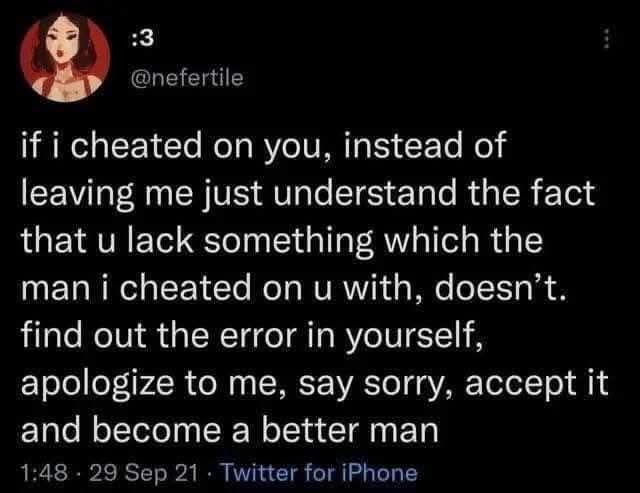 :3
@nefertile
if i cheated on you, instead of
leaving me just understand the fact
that u lack something which the
man i cheated on u with, doesn't.
find out the error in yourself,
apologize to me, say sorry, accept it
and become a better man
1:48 · 29 Sep 21 · Twitter for iPhone